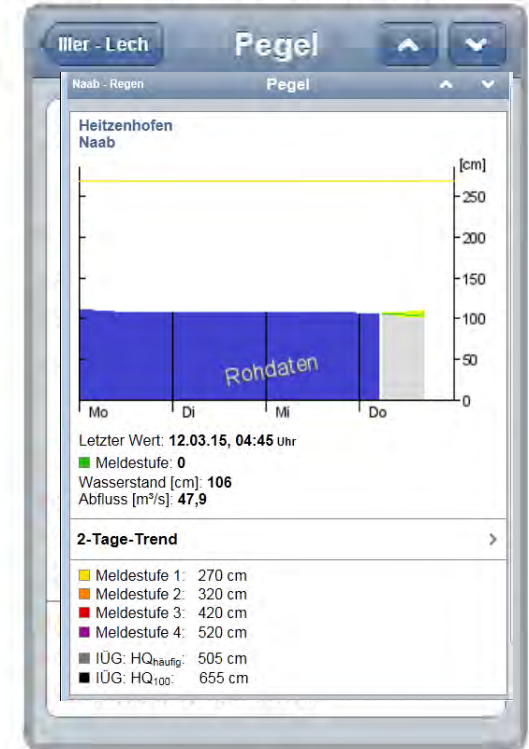 Iller - Lech
Pegel
Naab - Regen
Pegel
Heitzenhofen
Naab
[cm]
250
200
150
100
50
0
Rohdaten
Mo
Di
Mi
Do
Letzter Wert: 12.03.15, 04:45 Uhr
Meldestufe: 0
Wasserstand [cm]: 106
Abfluss [m³/s]: 47,9
2-Tage-Trend
Meldestufe 1: 270 cm
Meldestufe 2: 320 cm
Meldestufe 3: 420 cm
Meldestufe 4: 520 cm
IÜG: HQhäufig: 505 cm
IÜG: HQ100: 655 cm